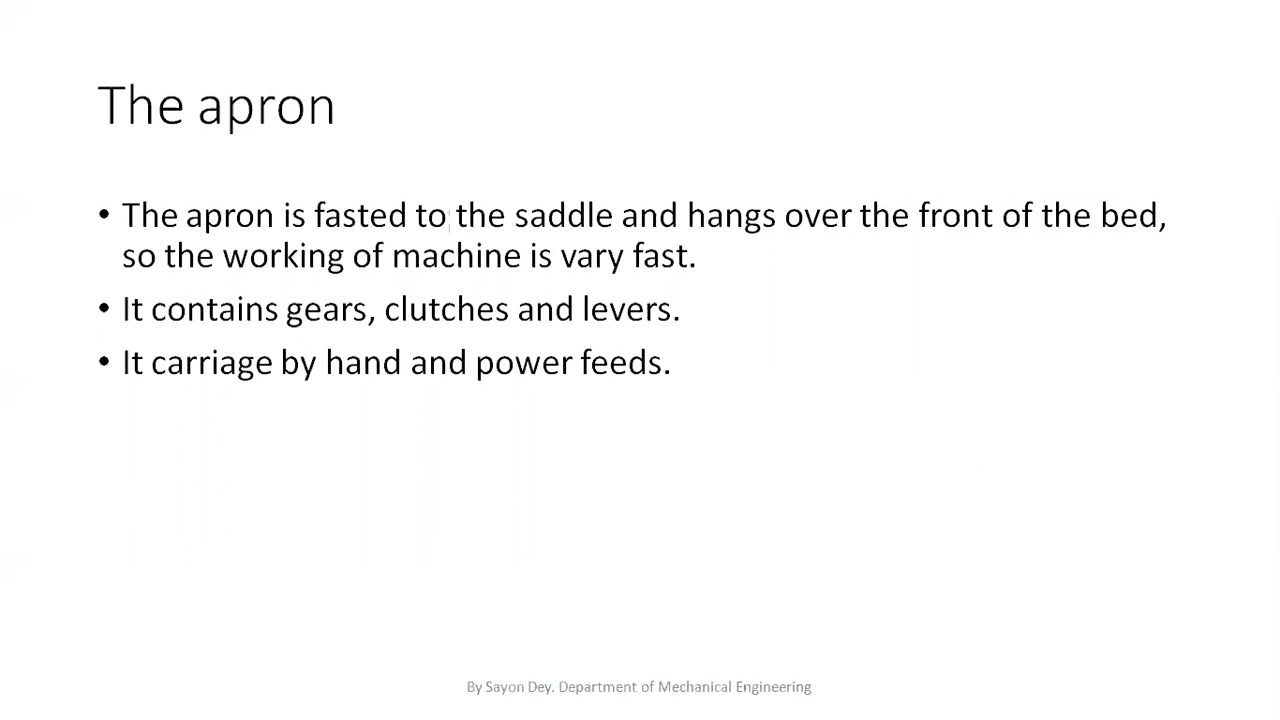 The apron
• The apron is fasted to the saddle and hangs over the front of the bed,
so the working of machine is vary fast.
• It contains gears, clutches and levers.
• It carriage by hand and power feeds.
By Sayon Dey. Department of Mechanical Engineering